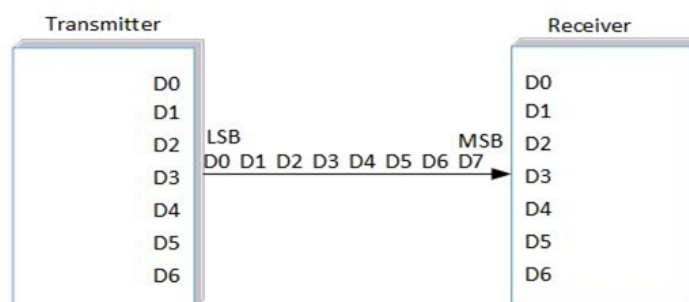 Transmitter
Receiver
D0
D1
D2
D3
D4
D5
D6
LSB
MSB
D0 D1 D2 D3 D4 D5 D6 D7
D0
D1
D2
D3
D4
D5
D6